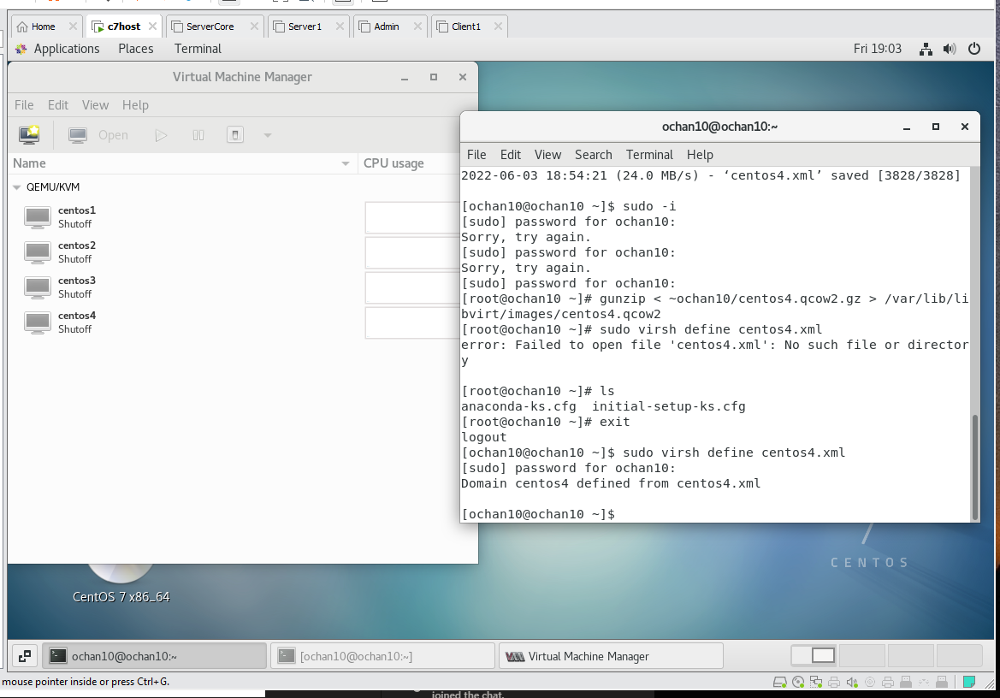 Home
c7host
ServerCore
Server1
Admin
Client1
Applications Places Terminal
Fri 19:03
Virtual Machine Manager
File Edit View Help
Open
Name
CPU usage
QEMU/KVM
centos1
Shutoff
centos2
Shutoff
centos3
Shutoff
centos4
Shutoff
ochan10@ochan10:~
File Edit View Search Terminal Help
2022-06-03 18:54:21 (24.0 MB/s) - ‘centos4.xml’ saved [3828/3828]
[ochan10@ochan10 ~]$ sudo -i
[sudo] password for ochan10:
Sorry, try again.
[sudo] password for ochan10:
Sorry, try again.
[sudo] password for ochan10:
[root@ochan10 ~]# gunzip < ~ochan10/centos4.qcow2.gz > /var/lib/li
bvirt/images/centos4.qcow2
[root@ochan10 ~]# sudo virsh define centos4.xml
error: Failed to open file 'centos4.xml': No such file or director
y
[root@ochan10 ~]# ls
anaconda-ks.cfg  initial-setup-ks.cfg
[root@ochan10 ~]# exit
logout
[ochan10@ochan10 ~]$ sudo virsh define centos4.xml
[sudo] password for ochan10:
Domain centos4 defined from centos4.xml
[ochan10@ochan10 ~]$
7
CENTOS
CentOS 7 x86_64
ochan10@ochan10:~
[ochan10@ochan10:~]
Virtual Machine Manager
mouse pointer inside or press Ctrl+G.
joined the chat.